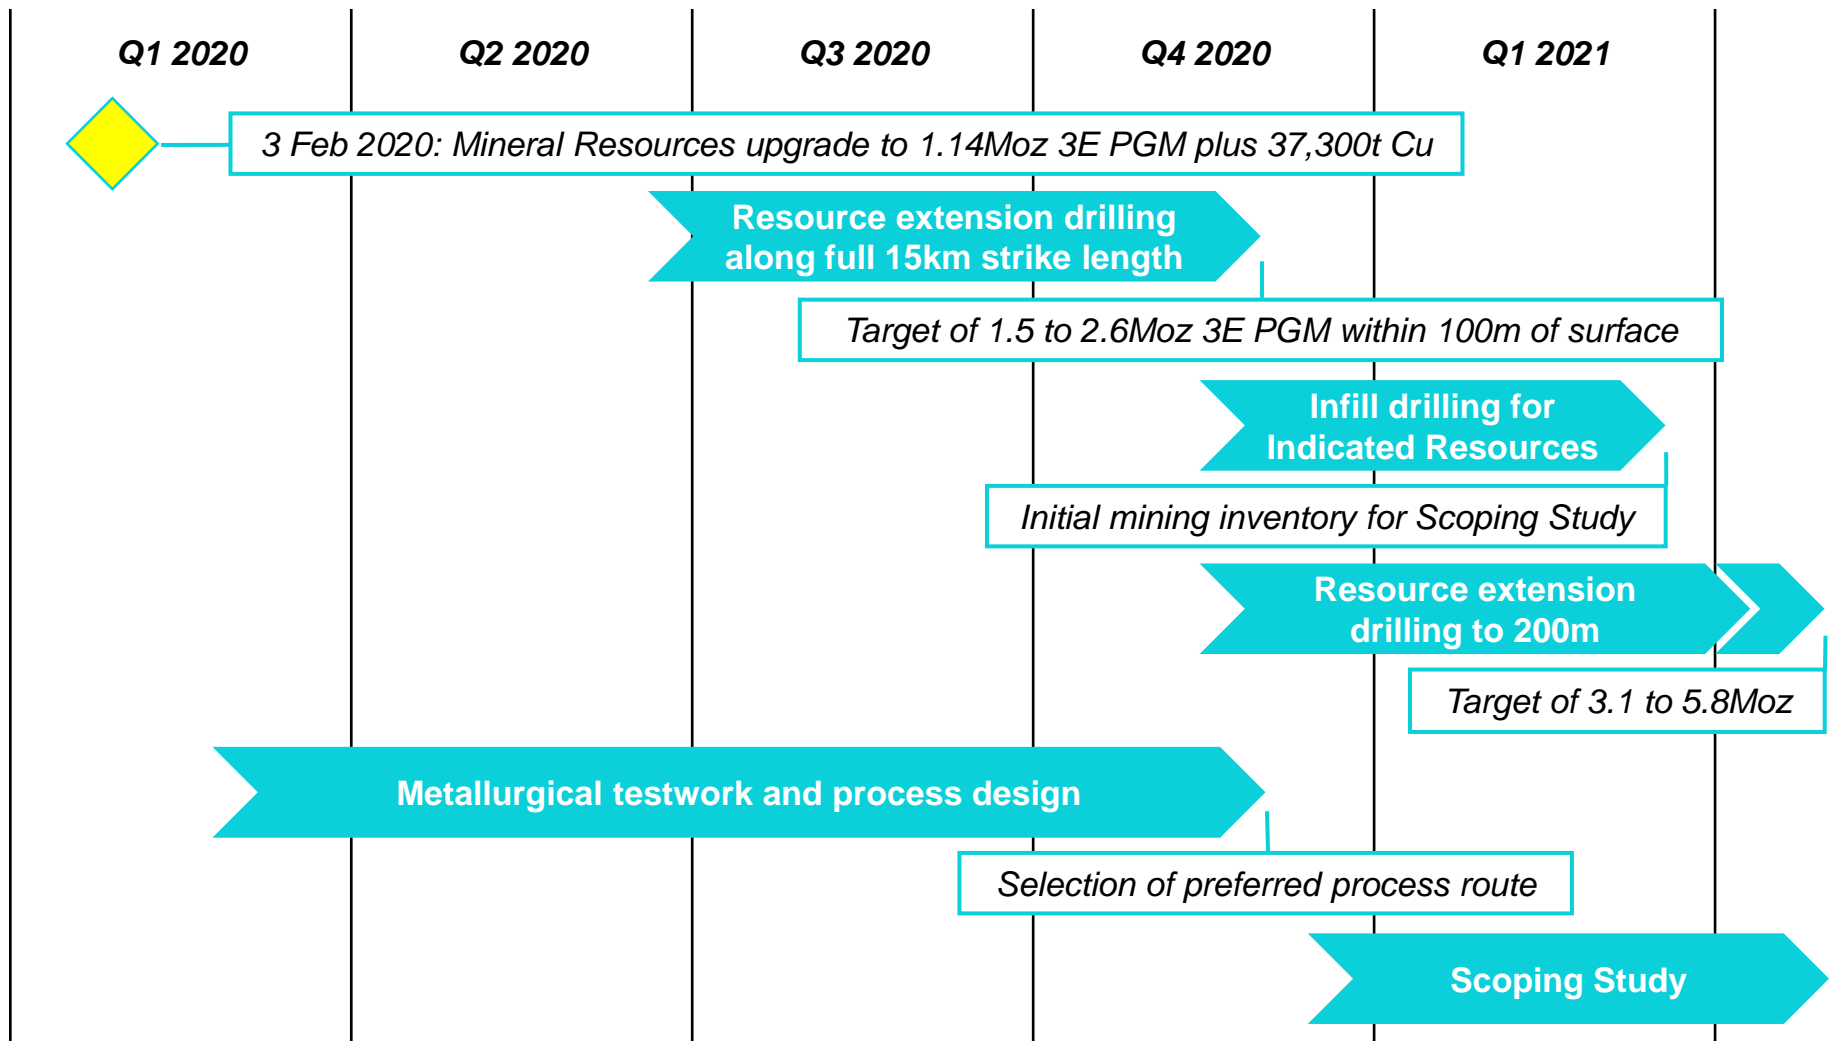 Q1 2020
Q2 2020
Q3 2020
Q4 2020
Q1 2021
3 Feb 2020: Mineral Resources upgrade to 1.14Moz 3E PGM plus 37,300t Cu
Resource extension drilling
along full 15km strike length
Target of 1.5 to 2.6Moz 3E PGM within 100m of surface
Infill drilling for
Indicated Resources
Initial mining inventory for Scoping Study
Resource extension
drilling to 200m
Target of 3.1 to 5.8Moz
Metallurgical testwork and process design
Selection of preferred process route
Scoping Study